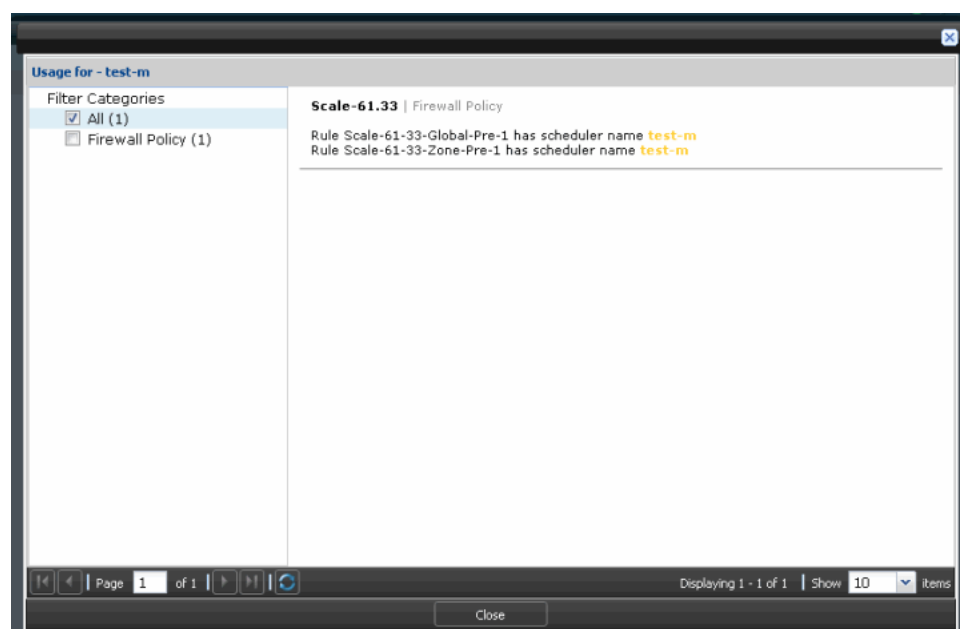 Usage for - test-m
Filter Categories
All (1)
Firewall Policy (1)
Scale-61.33 | Firewall Policy
Rule Scale-61-33-Global-Pre-1 has scheduler name test-m
Rule Scale-61-33-Zone-Pre-1 has scheduler name test-m
Page 1 of 1
Displaying 1 - 1 of 1 | Show 10 items
Close